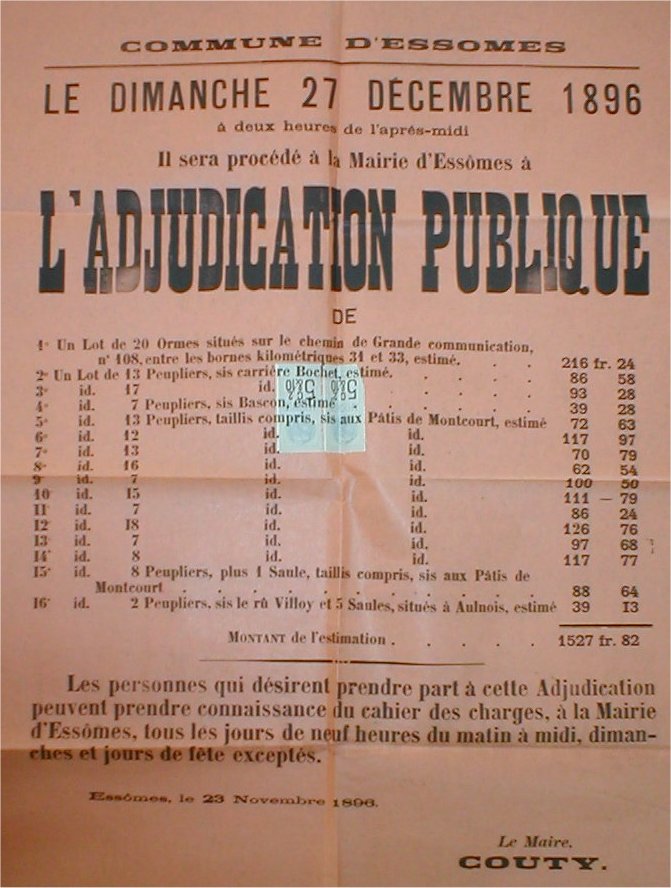 COMMUNE D'ESSOMES
LE DIMANCHE 27 DÉCEMBRE 1896
à deux heures de l'après-midi
Il sera procédé à la Mairie d'Essômes à
L'ADJUDICATION PUBLIQUE
DE
1° Un Lot de 20 Ormes situés sur le chemin de Grande communication,
n° 108, entre les bornes kilométriques 31 et 33, estimé. . . . 216 fr. 24
2° Un Lot de 13 Peupliers, sis carrière Bochet, estimé. . . . . 86 58
3° id. 17 id. . . . . 93 28
4° id. 7 Peupliers, sis Bascon, estimé . . . . . 39 28
5° id. 13 Peupliers, taillis compris, sis aux Pâtis de Montcourt, estimé 72 63
6° id. 12 id. id. 117 97
7° id. 13 id. id. 70 79
8° id. 16 id. id. 62 54
9° id. 7 id. id. 100 50
10° id. 15 id. id. 111 — 79
11° id. 7 id. id. 86 24
12° id. 18 id. id. 126 76
13° id. 7 id. id. 97 68
14° id. 8 id. id. 117 77
15° id. 8 Peupliers, plus 1 Saule, taillis compris, sis aux Pâtis de
Montcourt . . . . . . . . 88 64
16° id. 2 Peupliers, sis le rû Villoy et 5 Saules, situés à Aulnois, estimé 39 13
MONTANT de l'estimation . . . . . 1527 fr. 82
Les personnes qui désirent prendre part à cette Adjudication
peuvent prendre connaissance du cahier des charges, à la Mairie
d'Essômes, tous les jours de neuf heures du matin à midi, diman-
ches et jours de fête exceptés.
Essômes, le 23 Novembre 1896.
Le Maire,
COUTY.